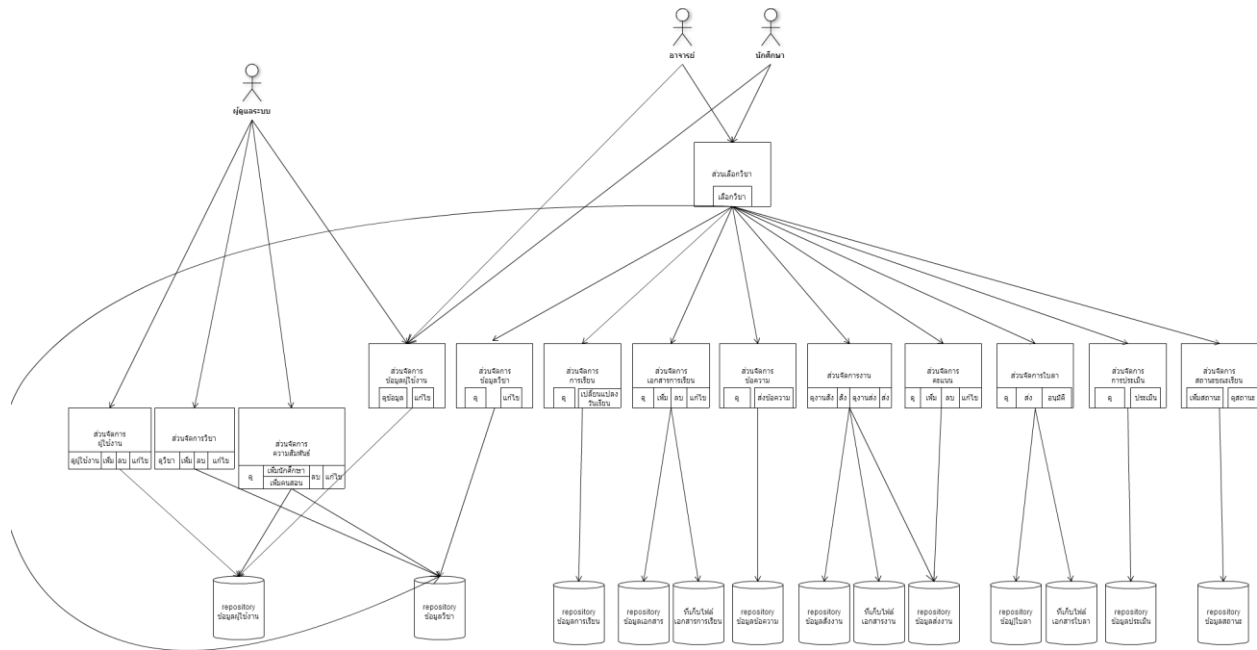 อาจารย์
นักศึกษา
ผู้ดูแลระบบ
ส่วนเลือกวิชา
เลือกวิชา
ส่วนจัดการ
ข้อมูลผู้ใช้งาน
ดูข้อมูล
แก้ไข
ส่วนจัดการ
ข้อมูลวิชา
ดู
แก้ไข
ส่วนจัดการ
การเรียน
ดู
เปลี่ยนแปลง
วันเรียน
ส่วนจัดการ
เอกสารการเรียน
ดู
เพิ่ม
ลบ
แก้ไข
ส่วนจัดการ
ข้อความ
ดู
ส่งข้อความ
ส่วนจัดการงาน
ดูงานสั่ง
สั่ง
ดูงานส่ง
ส่ง
ส่วนจัดการ
คะแนน
ดู
เพิ่ม
ลบ
แก้ไข
ส่วนจัดการใบลา
ดู
ส่ง
อนุมัติ
ส่วนจัดการ
การประเมิน
ดู
ประเมิน
ส่วนจัดการ
สถานะขณะเรียน
เพิ่มสถานะ
ดูสถานะ
ส่วนจัดการ
ผู้ใช้งาน
ดูผู้ใช้งาน
เพิ่ม
ลบ
แก้ไข
ส่วนจัดการวิชา
ดูวิชา
เพิ่ม
ลบ
แก้ไข
ส่วนจัดการ
ความสัมพันธ์
ดู
เพิ่มนักศึกษา
เพิ่มคนสอน
ลบ
แก้ไข
repository
ข้อมูลผู้ใช้งาน
repository
ข้อมูลวิชา
repository
ข้อมูลการเรียน
repository
ข้อมูลเอกสาร
ที่เก็บไฟล์
เอกสารการเรียน
repository
ข้อมูลข้อความ
repository
ข้อมูลสั่งงาน
ที่เก็บไฟล์
เอกสารงาน
repository
ข้อมูลส่งงาน
repository
ข้อมูใบลา
ที่เก็บไฟล์
เอกสารใบลา
repository
ข้อมูลประเมิน
repository
ข้อมูลสถานะ